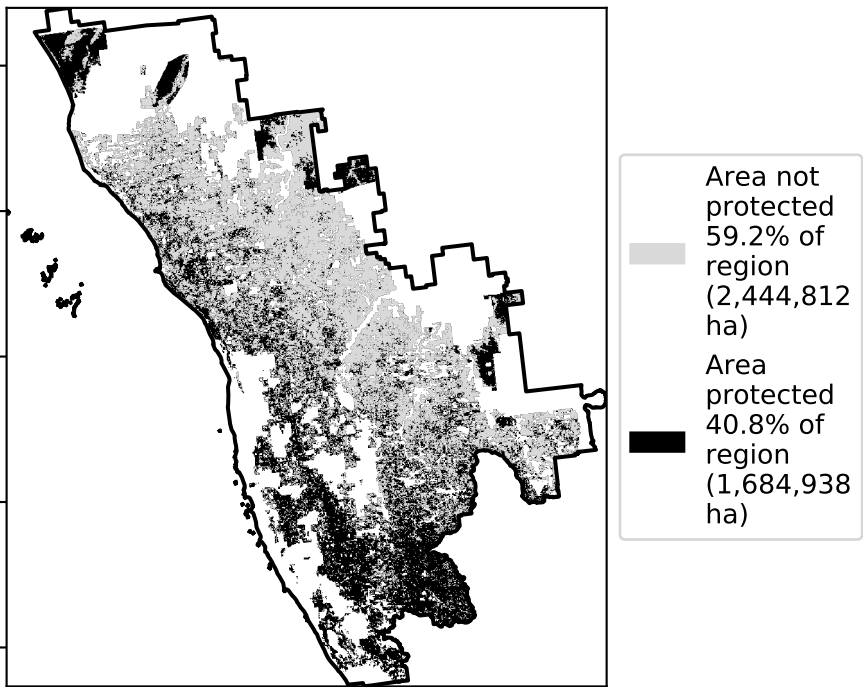 Area not
protected
59.2% of
region
(2,444,812
ha)
Area
protected
40.8% of
region
(1,684,938
ha)